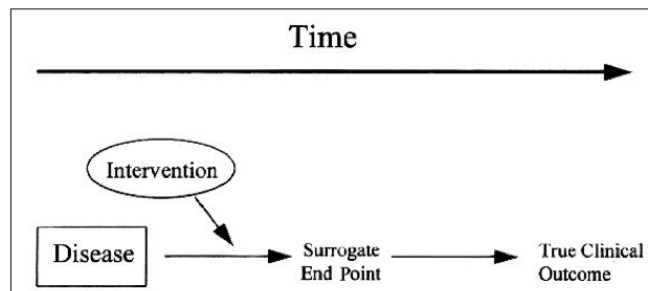 Time
Intervention
Disease
Surrogate
End Point
True Clinical
Outcome